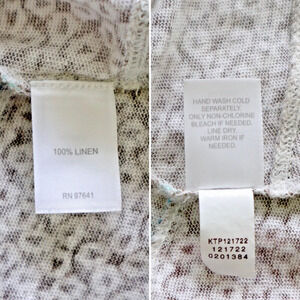 100% LINEN
RN 97641
HAND WASH COLD
SEPARATELY.
ONLY NON-CHLORINE
BLEACH IF NEEDED.
LINE DRY.
WARM IRON IF
NEEDED.
KTP121722
121722
0201384